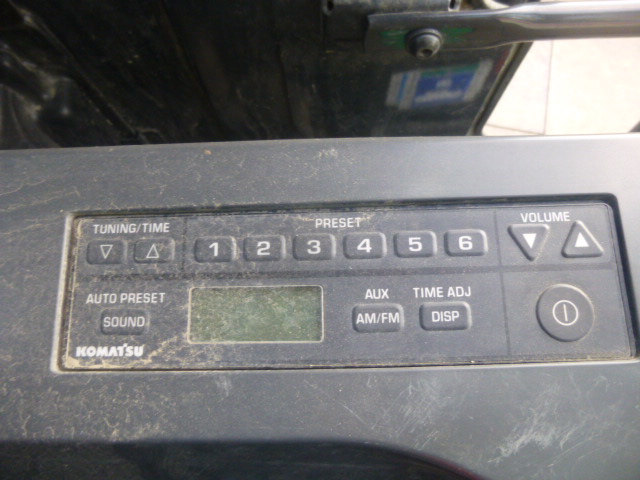 TUNING/TIME
PRESET
VOLUME
▽ △ 1 2 3 4 5 6 ▼ ▲
AUTO PRESET
AUX
TIME ADJ
SOUND
AM/FM
DISP
KOMATSU